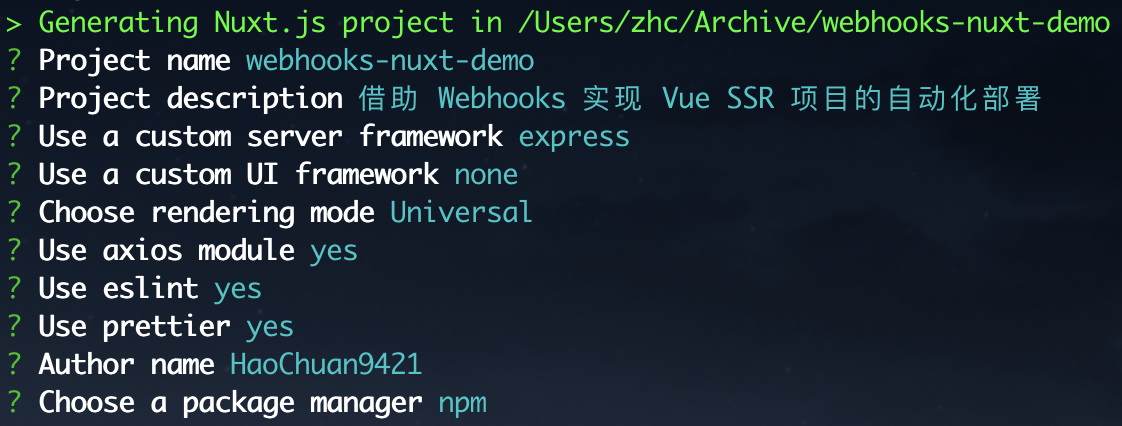 > Generating Nuxt.js project in /Users/zhc/Archive/webhooks-nuxt-demo
? Project name webhooks-nuxt-demo
? Project description 借助 Webhooks 实现 Vue SSR 项目的自动化部署
? Use a custom server framework express
? Use a custom UI framework none
? Choose rendering mode Universal
? Use axios module yes
? Use eslint yes
? Use prettier yes
? Author name HaoChuan9421
? Choose a package manager npm